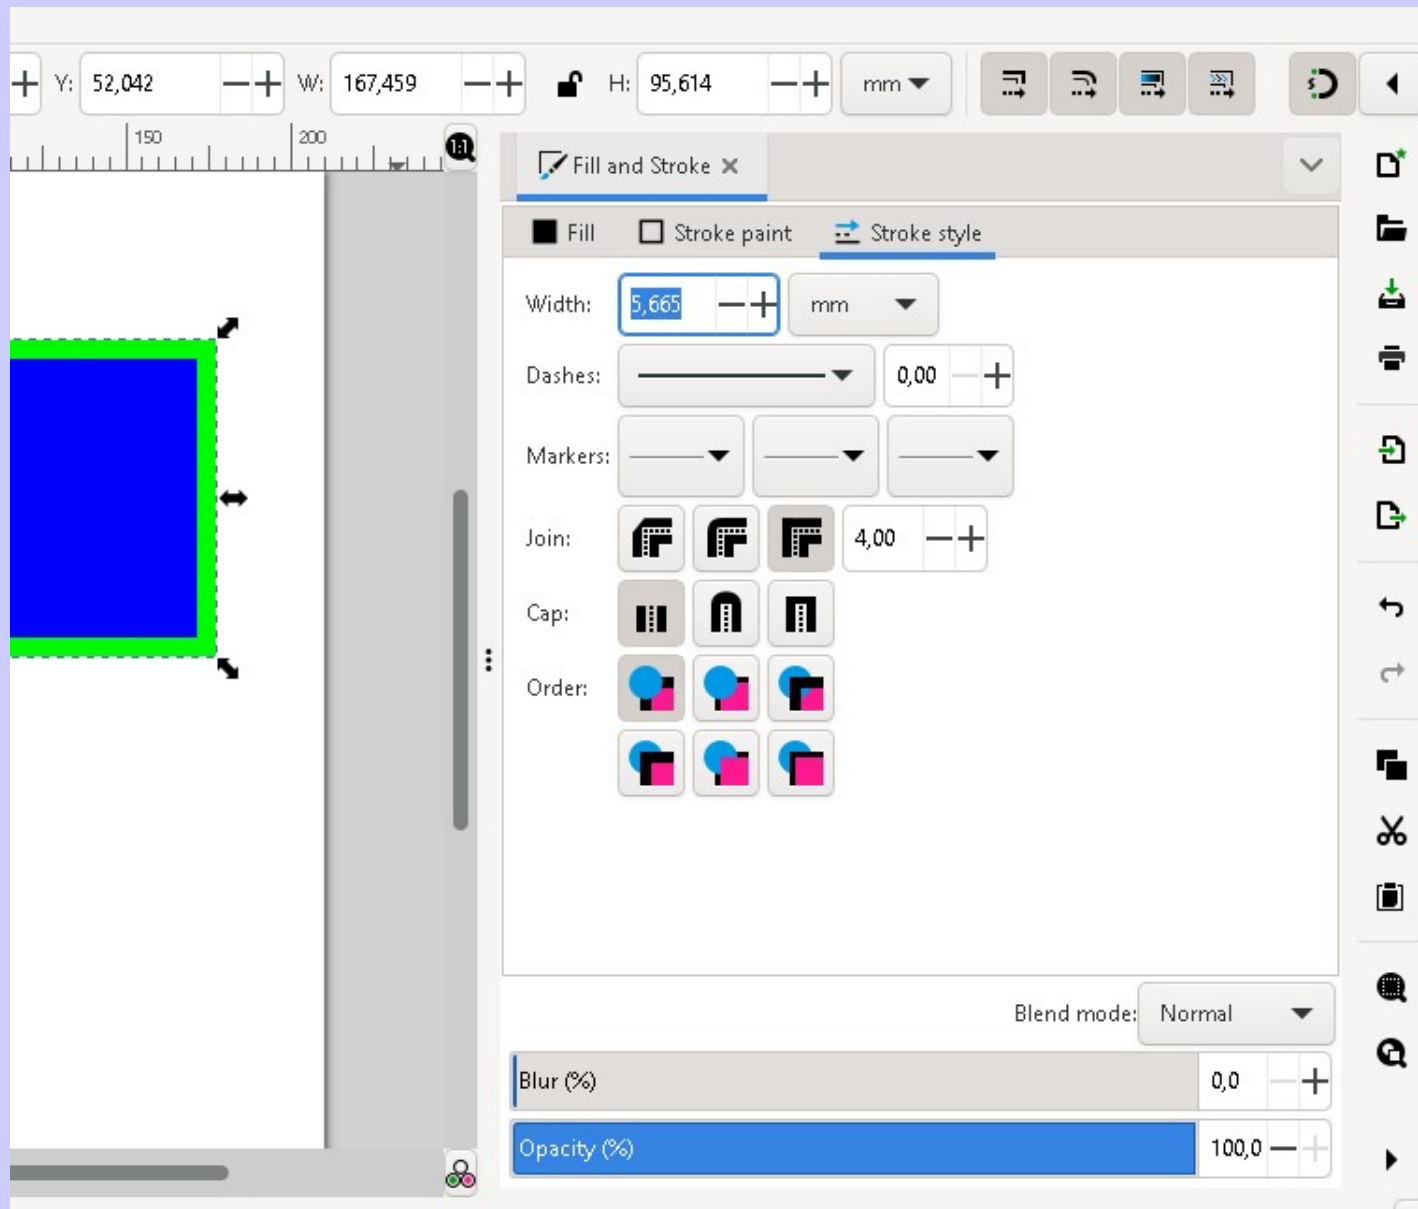 Y: 52,042 W: 167,459 H: 95,614 mm
150 200 1:1
Fill and Stroke
Fill Stroke paint Stroke style
Width: 5,665 mm
Dashes: 0,00
Markers:
Join: 4,00
Cap:
Order:
Blend mode: Normal
Blur (%) 0,0
Opacity (%) 100,0